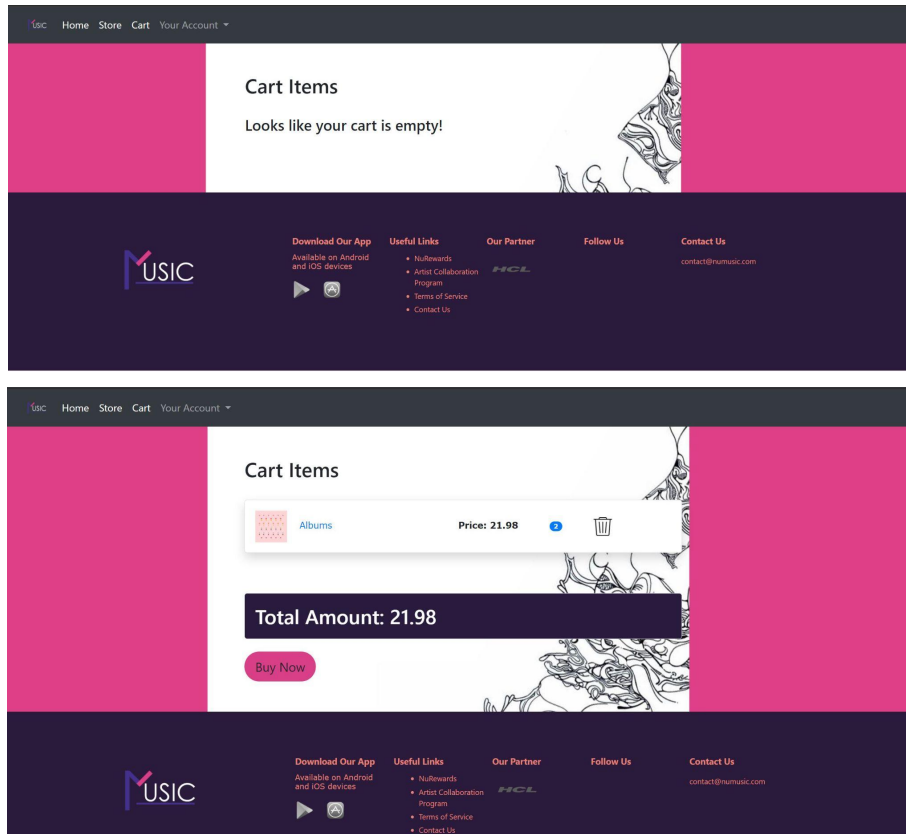 MUSIC Home Store Cart Your Account
Cart Items
Looks like your cart is empty!
MUSIC
Download Our App
Available on Android
and iOS devices
Useful Links
NuRewards
Artist Collaboration
Program
Terms of Service
Contact Us
Our Partner
HCL
Follow Us
Contact Us
contact@numusic.com
MUSIC Home Store Cart Your Account
Cart Items
Albums Price: 21.98 2
Total Amount: 21.98
Buy Now
MUSIC
Download Our App
Available on Android
and iOS devices
Useful Links
NuRewards
Artist Collaboration
Program
Terms of Service
Contact Us
Our Partner
HCL
Follow Us
Contact Us
contact@numusic.com